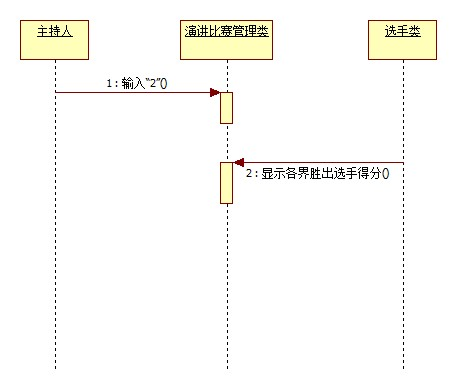 主持人
演讲比赛管理类
选手类
1 : 输入“2”()
2 : 显示各界胜出选手得分()